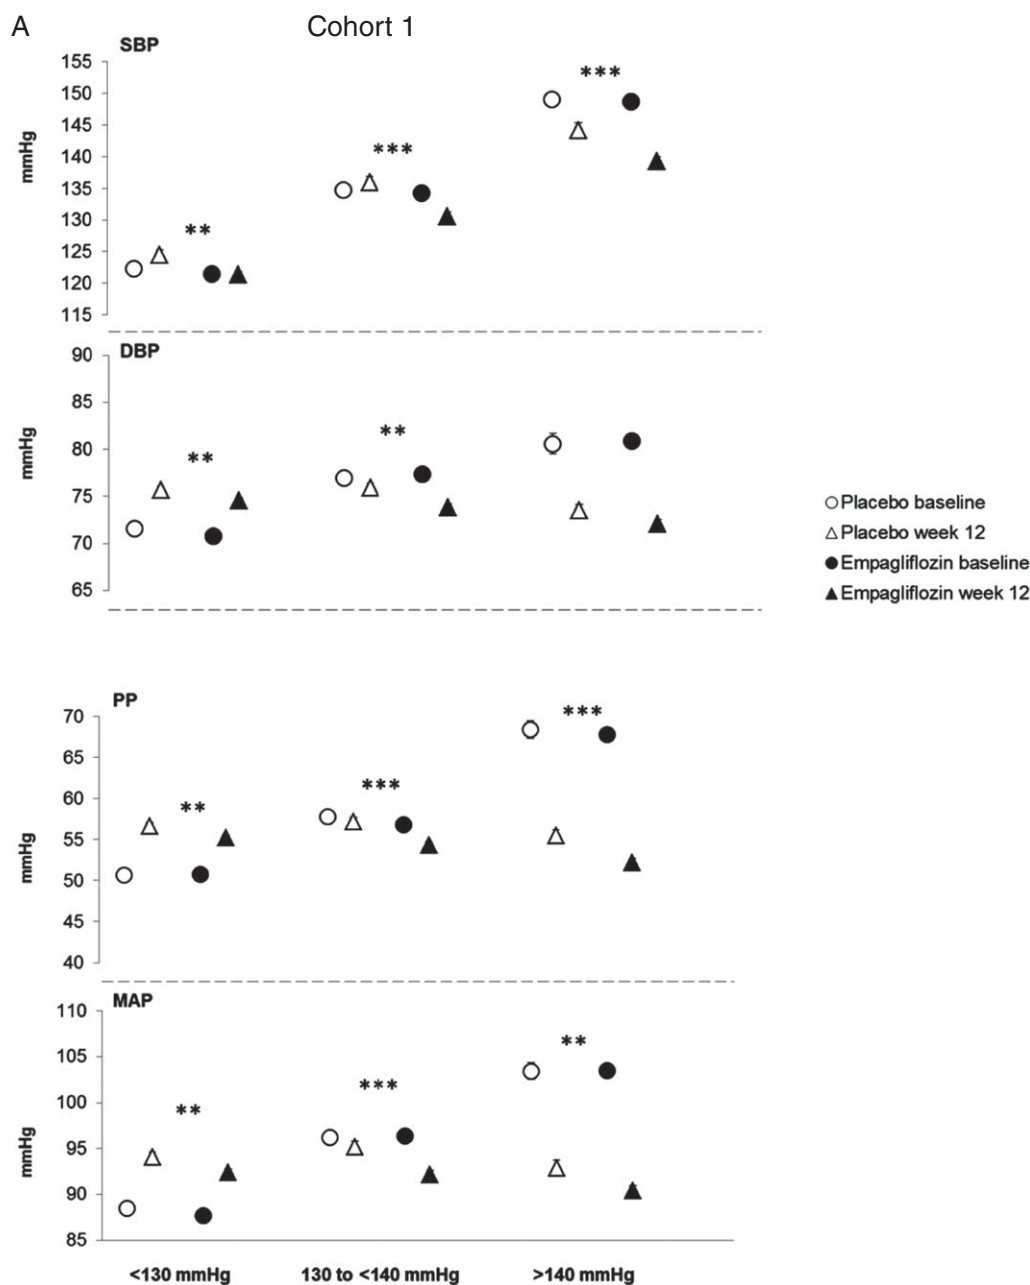 A
Cohort 1
SBP
155
150
145
140
135
130
125
120
115
mmHg
**
***
***
DBP
90
85
80
75
70
65
mmHg
**
**
Placebo baseline
Placebo week 12
Empagliflozin baseline
Empagliflozin week 12
PP
70
65
60
55
50
45
40
mmHg
**
***
***
MAP
110
105
100
95
90
85
mmHg
**
***
**
<130 mmHg
130 to <140 mmHg
>140 mmHg